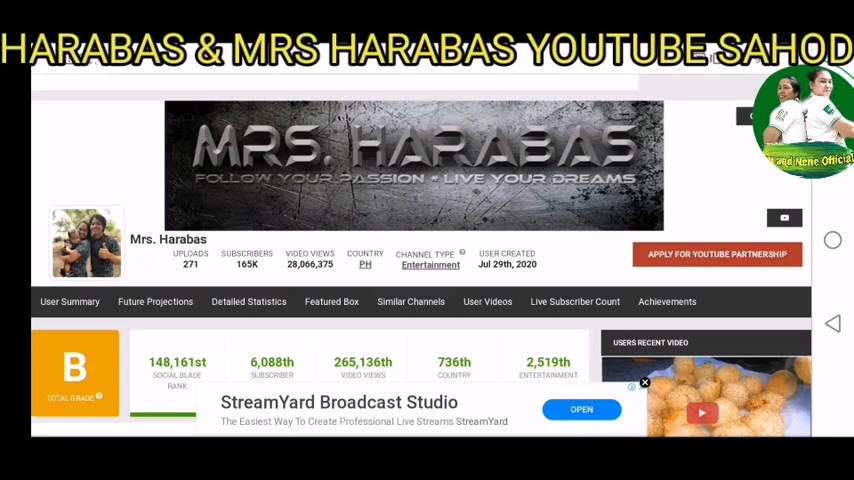 HARABAS & MRS HARABAS YOUTUBE SAHOD
MRS. HARABAS
FOLLOW YOUR PASSION - LIVE YOUR DREAMS
and Nene Official
Mrs. Harabas
UPLOADS
271
SUBSCRIBERS
165K
VIDEO VIEWS
28,066,375
COUNTRY
PH
CHANNEL TYPE
Entertainment
USER CREATED
Jul 29th, 2020
APPLY FOR YOUTUBE PARTNERSHIP
User Summary Future Projections Detailed Statistics Featured Box Similar Channels User Videos Live Subscriber Count Achievements
B
TOTAL GRADE
148,161st
SOCIAL BLADE
RANK
6,088th
SUBSCRIBER
265,136th
VIDEO VIEWS
736th
COUNTRY
2,519th
ENTERTAINMENT
USERS RECENT VIDEO
StreamYard Broadcast Studio
The Easiest Way To Create Professional Live Streams StreamYard
OPEN